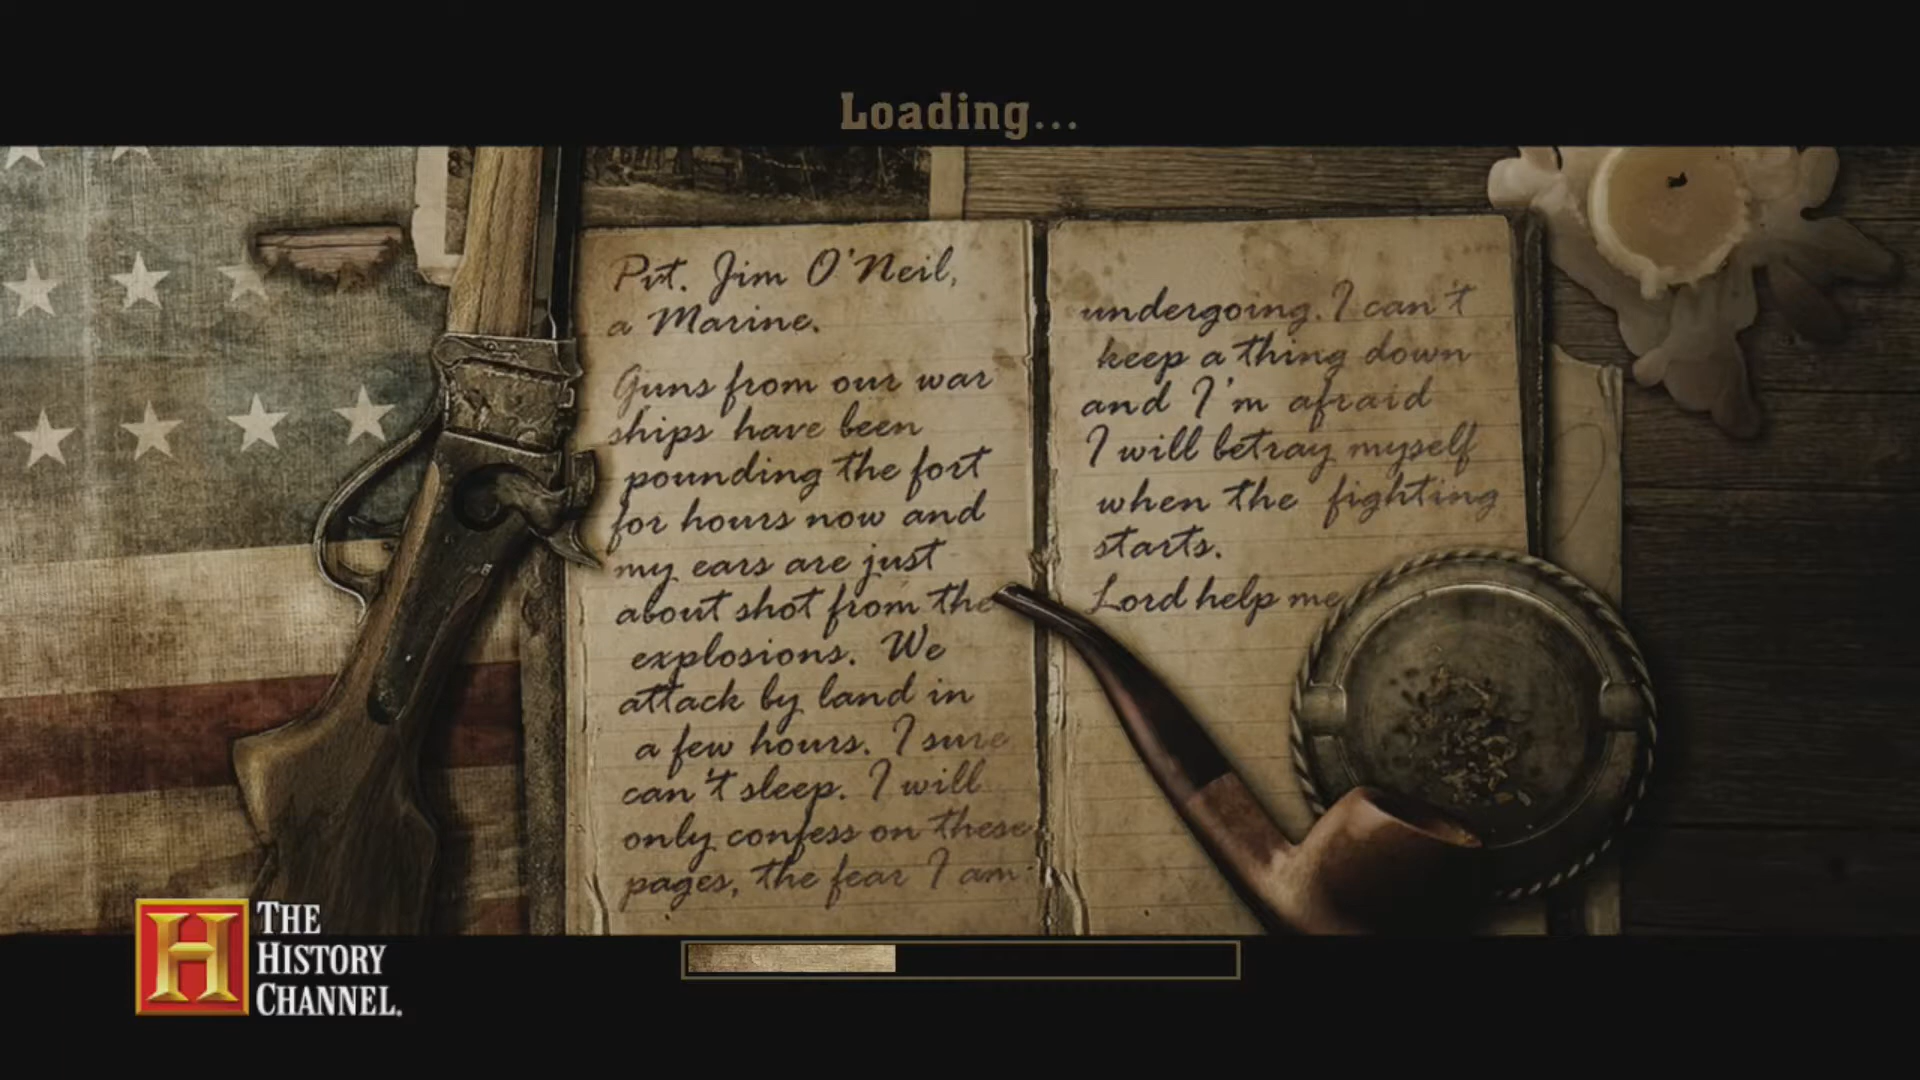 Loading...
Pvt. Jim O'Neil,
a Marine.
Guns from our war
ships have been
pounding the fort
for hours now and
my ears are just
about shot from the
explosions. We
attack by land in
a few hours. I sure
can't sleep. I will
only confess on these
pages, the fear I am
undergoing. I can't
keep a thing down
and I'm afraid
I will betray myself
when the fighting
starts.
Lord help me
H
THE
HISTORY
CHANNEL.